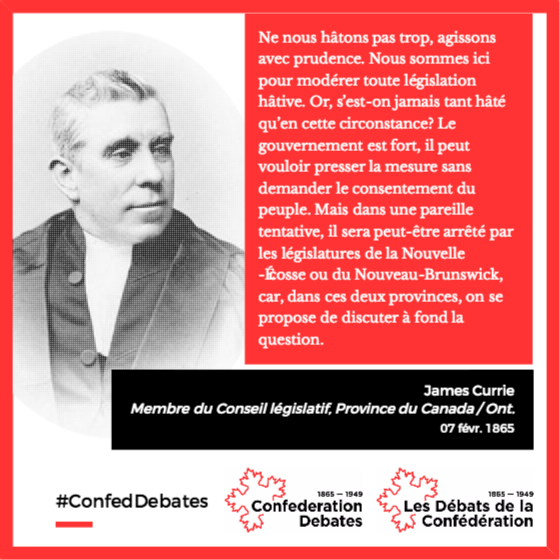 Ne nous hâtons pas trop, agissons
avec prudence. Nous sommes ici
pour modérer toute législation
hâtive. Or, s'est-on jamais tant hâté
qu'en cette circonstance? Le
gouvernement est fort, il peut
vouloir presser la mesure sans
demander le consentement du
peuple. Mais dans une pareille
tentative, il sera peut-être arrêté par
les législatures de la Nouvelle
-Écosse ou du Nouveau-Brunswick,
car, dans ces deux provinces, on se
propose de discuter à fond la
question.
James Currie
Membre du Conseil législatif, Province du Canada / Ont.
07 févr. 1865
#ConfedDebates
1865 — 1949
Confederation
Debates
1865 — 1949
Les Débats de la
Confédération